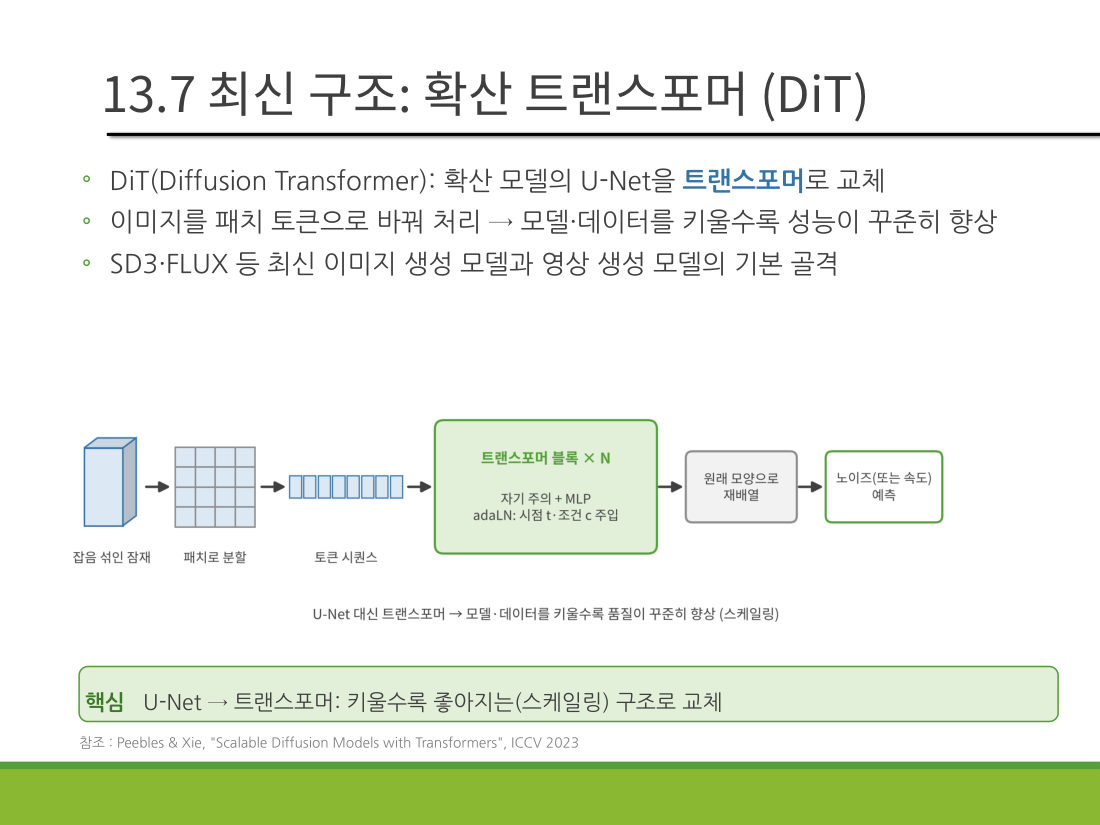 13.7 최신 구조: 확산 트랜스포머 (DiT)
DiT(Diffusion Transformer): 확산 모델의 U-Net을 트랜스포머로 교체
이미지를 패치 토큰으로 바꿔 처리 → 모델·데이터를 키울수록 성능이 꾸준히 향상
SD3·FLUX 등 최신 이미지 생성 모델과 영상 생성 모델의 기본 골격
잡음 섞인 잠재
패치로 분할
토큰 시퀀스
트랜스포머 블록 × N
자기 주의 + MLP
adaLN: 시점 t·조건 c 주입
원래 모양으로
재배열
노이즈(또는 속도)
예측
U-Net 대신 트랜스포머 → 모델·데이터를 키울수록 품질이 꾸준히 향상 (스케일링)
핵심 U-Net → 트랜스포머: 키울수록 좋아지는(스케일링) 구조로 교체
참조 : Peebles & Xie, "Scalable Diffusion Models with Transformers", ICCV 2023